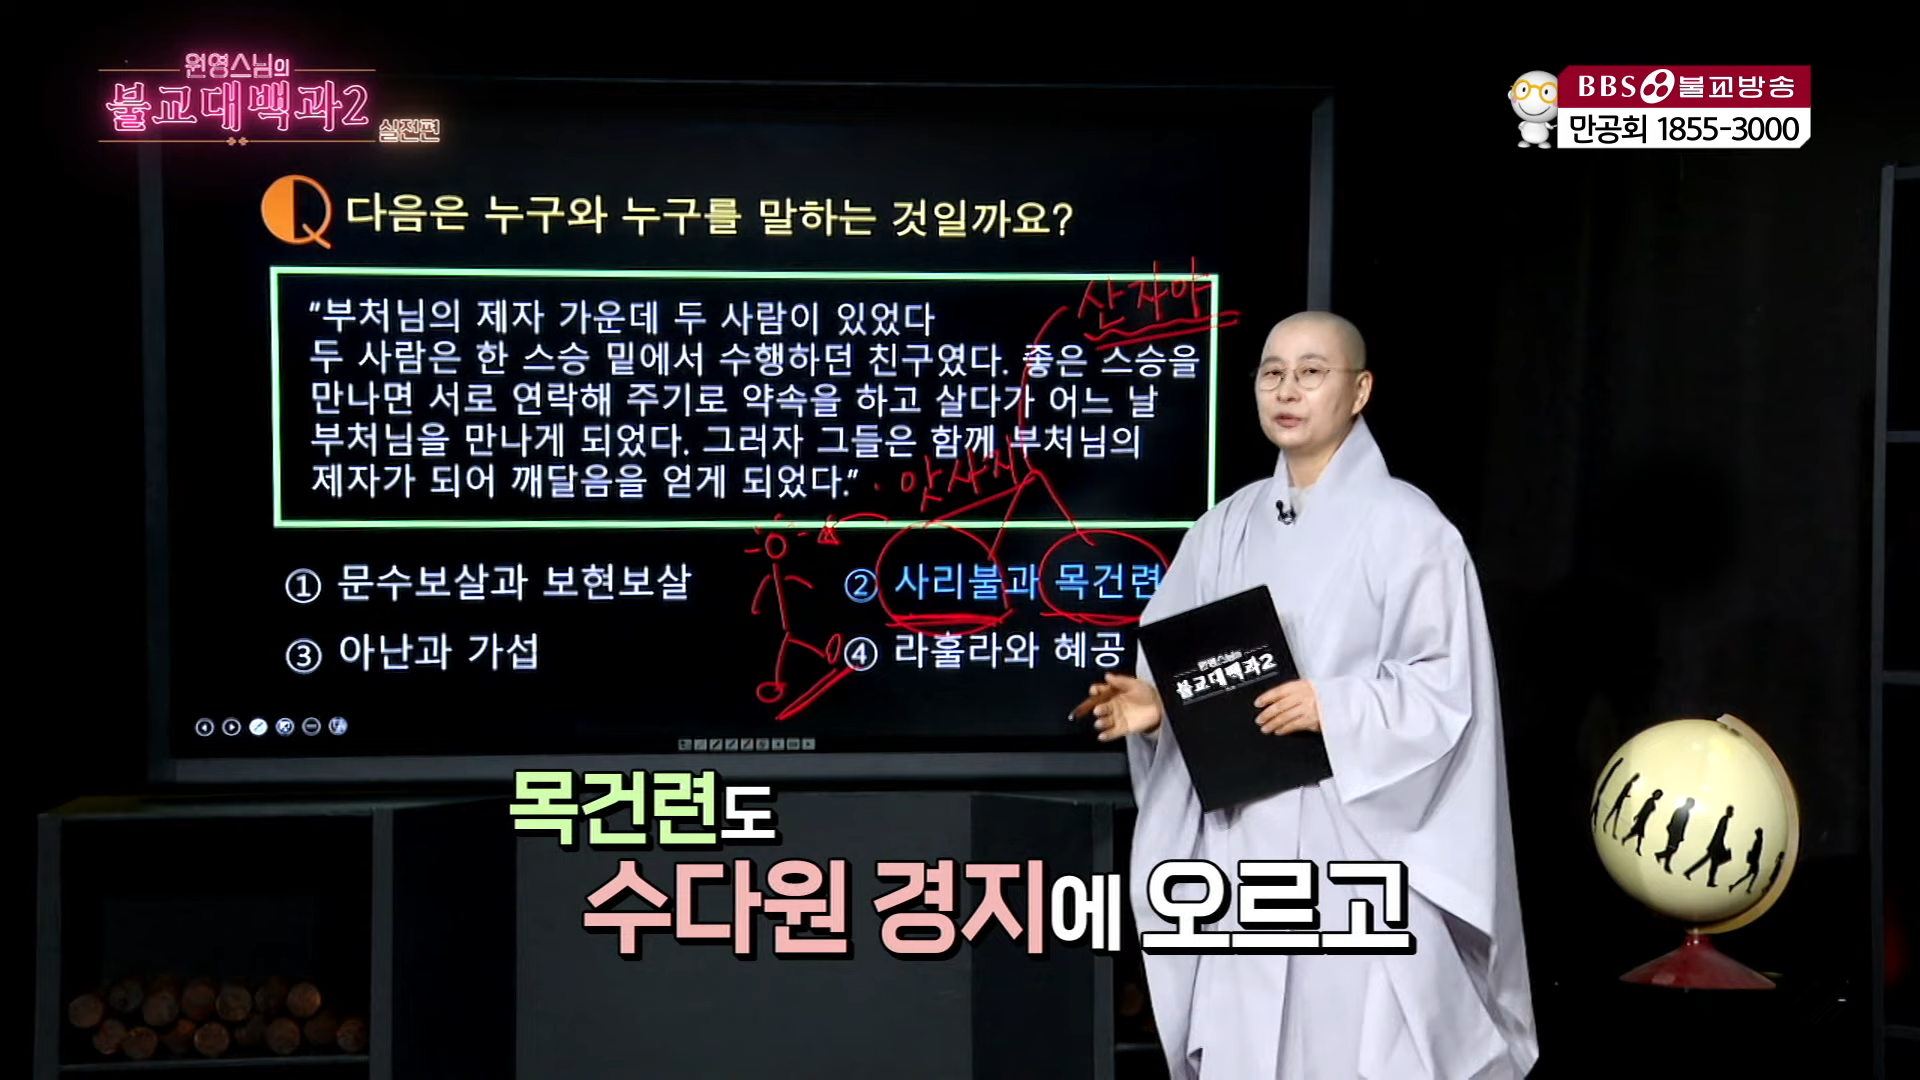 원영스님의
불교대백과2
실전편
BBS 불교방송
만공회 1855-3000
Q 다음은 누구와 누구를 말하는 것일까요?
산자야
"부처님의 제자 가운데 두 사람이 있었다
두 사람은 한 스승 밑에서 수행하던 친구였다. 좋은 스승을
만나면 서로 연락해 주기로 약속을 하고 살다가 어느 날
부처님을 만나게 되었다. 그러자 그들은 함께 부처님의
제자가 되어 깨달음을 얻게 되었다."
앗사지
① 문수보살과 보현보살
② 사리불과 목건련
③ 아난과 가섭
④ 라훌라와 혜공
원영스님의
불교대백과2
목건련도
수다원 경지에 오르고